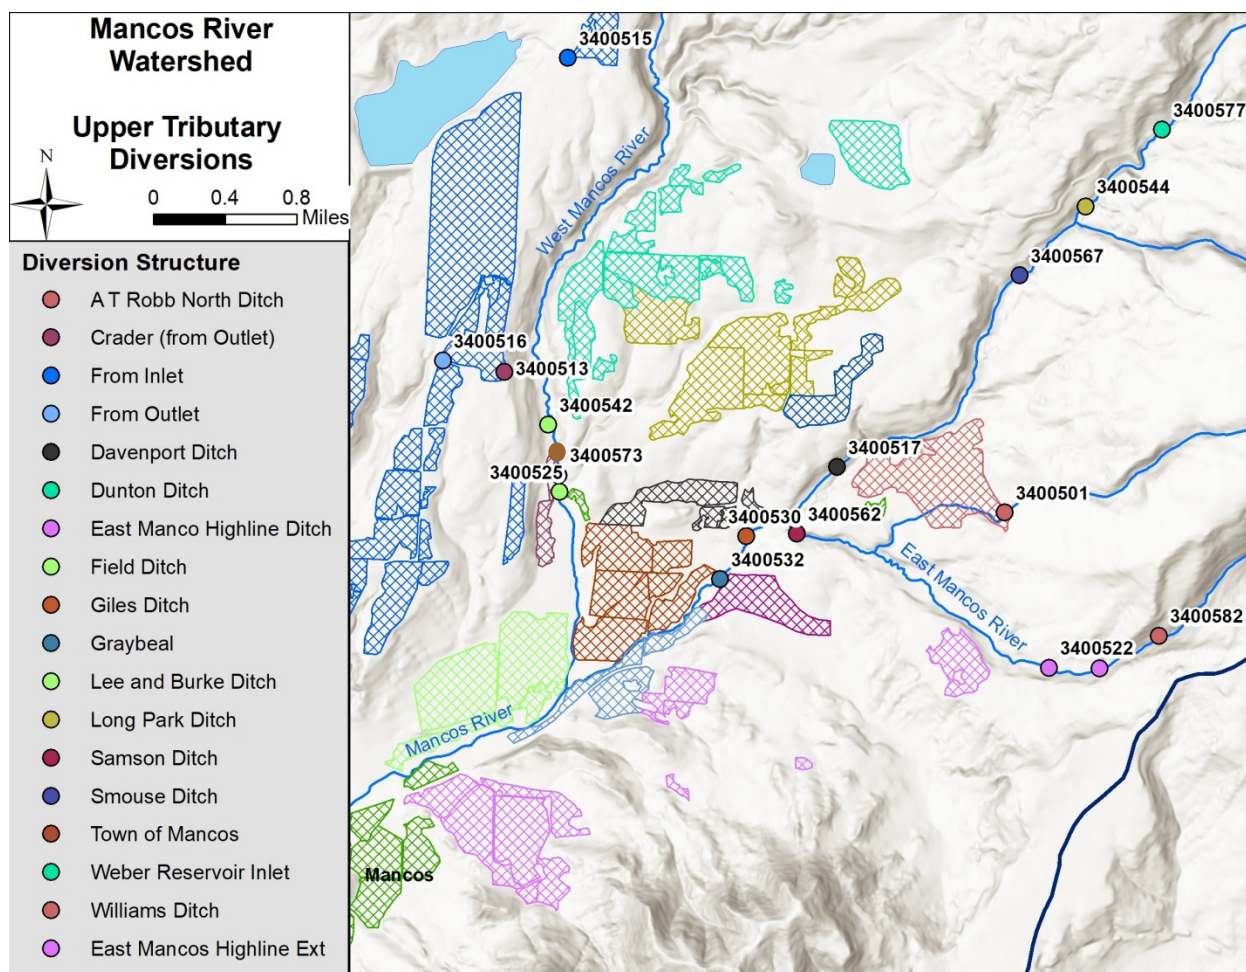 Mancos River
Watershed
Upper Tributary
Diversions
N
0 0.4 0.8
Miles
Diversion Structure
A T Robb North Ditch
Crader (from Outlet)
From Inlet
From Outlet
Davenport Ditch
Dunton Ditch
East Manco Highline Ditch
Field Ditch
Giles Ditch
Graybeal
Lee and Burke Ditch
Long Park Ditch
Samson Ditch
Smouse Ditch
Town of Mancos
Weber Reservoir Inlet
Williams Ditch
East Mancos Highline Ext
3400515
3400577
West Mancos River
3400544
3400567
3400516
3400513
3400542
3400573
3400517
3400525
3400501
3400530
3400562
3400532
East Mancos River
3400582
3400522
Mancos River
Mancos